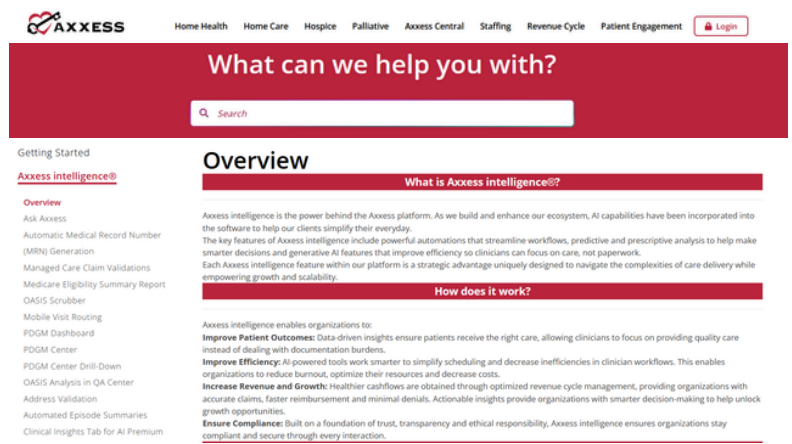 AXXESS
Home Health Home Care Hospice Palliative Axxess Central Staffing Revenue Cycle Patient Engagement Login
What can we help you with?
Search
Getting Started
Axxess intelligence®
Overview
Ask Axxess
Automatic Medical Record Number
(MRN) Generation
Managed Care Claim Validations
Medicare Eligibility Summary Report
OASIS Scrubber
Mobile Visit Routing
PDGM Dashboard
PDGM Center
PDGM Center Drill-Down
OASIS Analysis in QA Center
Address Validation
Automated Episode Summaries
Clinical Insights Tab for AI Premium
Overview
What is Axxess intelligence®?
Axxess intelligence is the power behind the Axxess platform. As we build and enhance our ecosystem, AI capabilities have been incorporated into
the software to help our clients simplify their everyday.
The key features of Axxess intelligence include powerful automations that streamline workflows, predictive and prescriptive analysis to help make
smarter decisions and generative AI features that improve efficiency so clinicians can focus on care, not paperwork.
Each Axxess intelligence feature within our platform is a strategic advantage uniquely designed to navigate the complexities of care delivery while
empowering growth and scalability.
How does it work?
Axxess intelligence enables organizations to:
Improve Patient Outcomes: Data-driven insights ensure patients receive the right care, allowing clinicians to focus on providing quality care
instead of dealing with documentation burdens.
Improve Efficiency: AI-powered tools work smarter to simplify scheduling and decrease inefficiencies in clinician workflows. This enables
organizations to reduce burnout, optimize their resources and decrease costs.
Increase Revenue and Growth: Healthier cashflows are obtained through optimized revenue cycle management, providing organizations with
accurate claims, faster reimbursement and minimal denials. Actionable insights provide organizations with smarter decision-making to help unlock
growth opportunities.
Ensure Compliance: Built on a foundation of trust, transparency and ethical responsibility, Axxess intelligence ensures organizations stay
compliant and secure through every interaction.